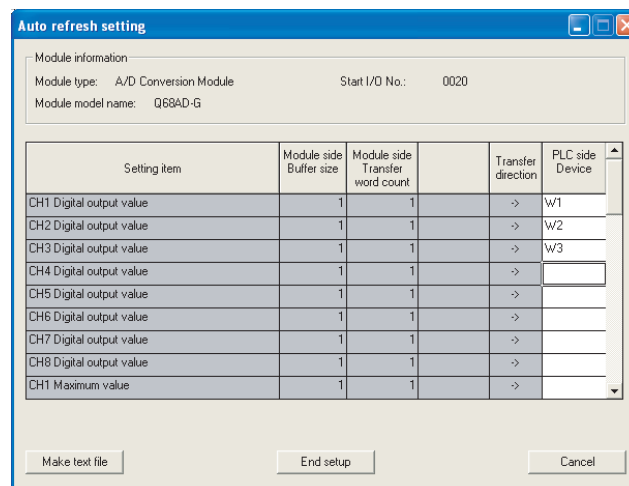 Auto refresh setting
Module information
Module type: A/D Conversion Module Start I/O No.: 0020
Module model name: Q68AD-G
Setting item Module side Buffer size Module side Transfer word count Transfer direction PLC side Device
CH1 Digital output value 1 1 -> W1
CH2 Digital output value 1 1 -> W2
CH3 Digital output value 1 1 -> W3
CH4 Digital output value 1 1 ->
CH5 Digital output value 1 1 ->
CH6 Digital output value 1 1 ->
CH7 Digital output value 1 1 ->
CH8 Digital output value 1 1 ->
CH1 Maximum value 1 1 ->
Make text file End setup Cancel